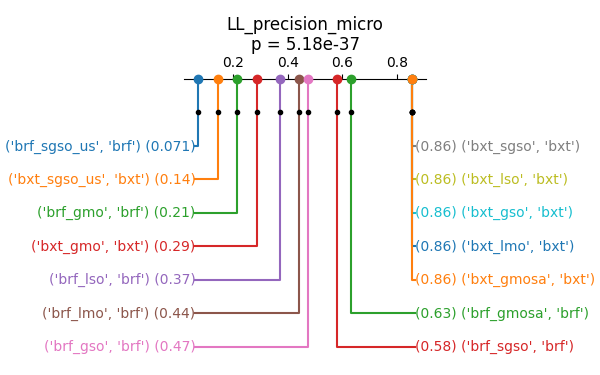 LL_precision_micro
p = 5.18e-37
0.2 0.4 0.6 0.8
('brf_sgso_us', 'brf') (0.071) (0.86) ('bxt_sgso', 'bxt')
('bxt_sgso_us', 'bxt') (0.14) (0.86) ('bxt_lso', 'bxt')
('brf_gmo', 'brf') (0.21) (0.86) ('bxt_gso', 'bxt')
('bxt_gmo', 'bxt') (0.29) (0.86) ('bxt_lmo', 'bxt')
('brf_lso', 'brf') (0.37) (0.86) ('bxt_gmosa', 'bxt')
('brf_lmo', 'brf') (0.44) (0.63) ('brf_gmosa', 'brf')
('brf_gso', 'brf') (0.47) (0.58) ('brf_sgso', 'brf')